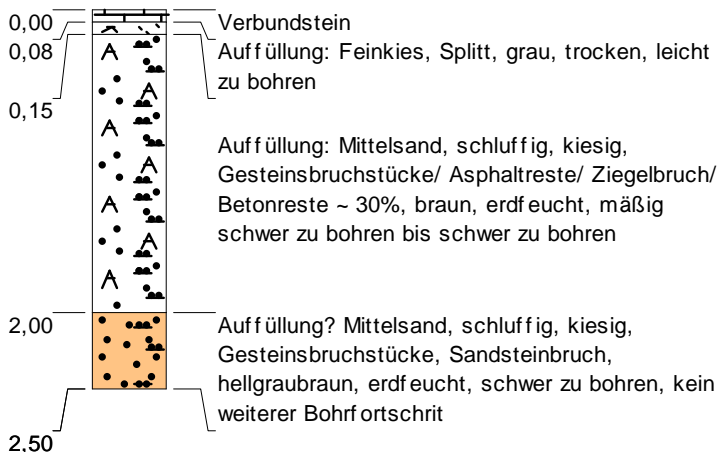 0,00
Verbundstein
0,08
Auffüllung: Feinkies, Splitt, grau, trocken, leicht
zu bohren
0,15
Auffüllung: Mittelsand, schluffig, kiesig,
Gesteinsbruchstücke/ Asphaltreste/ Ziegelbruch/
Betonreste ~ 30%, braun, erdfeucht, mäßig
schwer zu bohren bis schwer zu bohren
2,00
Auffüllung? Mittelsand, schluffig, kiesig,
Gesteinsbruchstücke, Sandsteinbruch,
hellgraubraun, erdfeucht, schwer zu bohren, kein
weiterer Bohrfortschrit
2,50